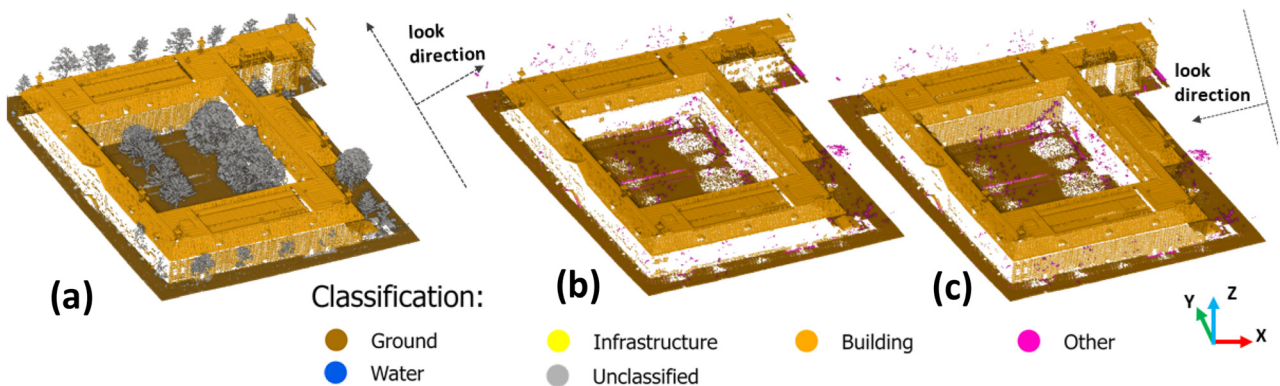 look
direction
look
direction
(a)
(b)
(c)
Classification:
Ground
Infrastructure
Building
Other
Water
Unclassified
Y
Z
X